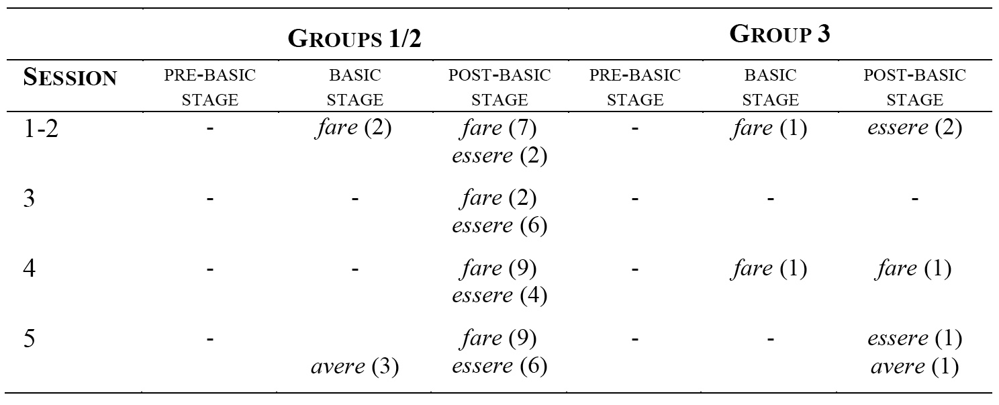 GROUPS 1/2 GROUP 3
SESSION PRE-BASIC STAGE BASIC STAGE POST-BASIC STAGE PRE-BASIC STAGE BASIC STAGE POST-BASIC STAGE
1-2 - fare (2) fare (7) - fare (1) essere (2)
essere (2)
3 - - fare (2) - - -
essere (6)
4 - - fare (9) - fare (1) fare (1)
essere (4)
5 - fare (9) - - essere (1)
avere (3) essere (6) avere (1)